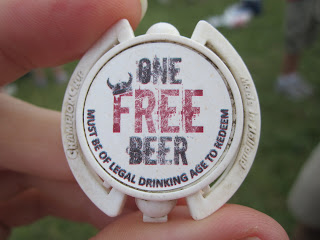 ONE
FREE
BEER
MUST BE OF LEGAL DRINKING AGE TO REDEEM